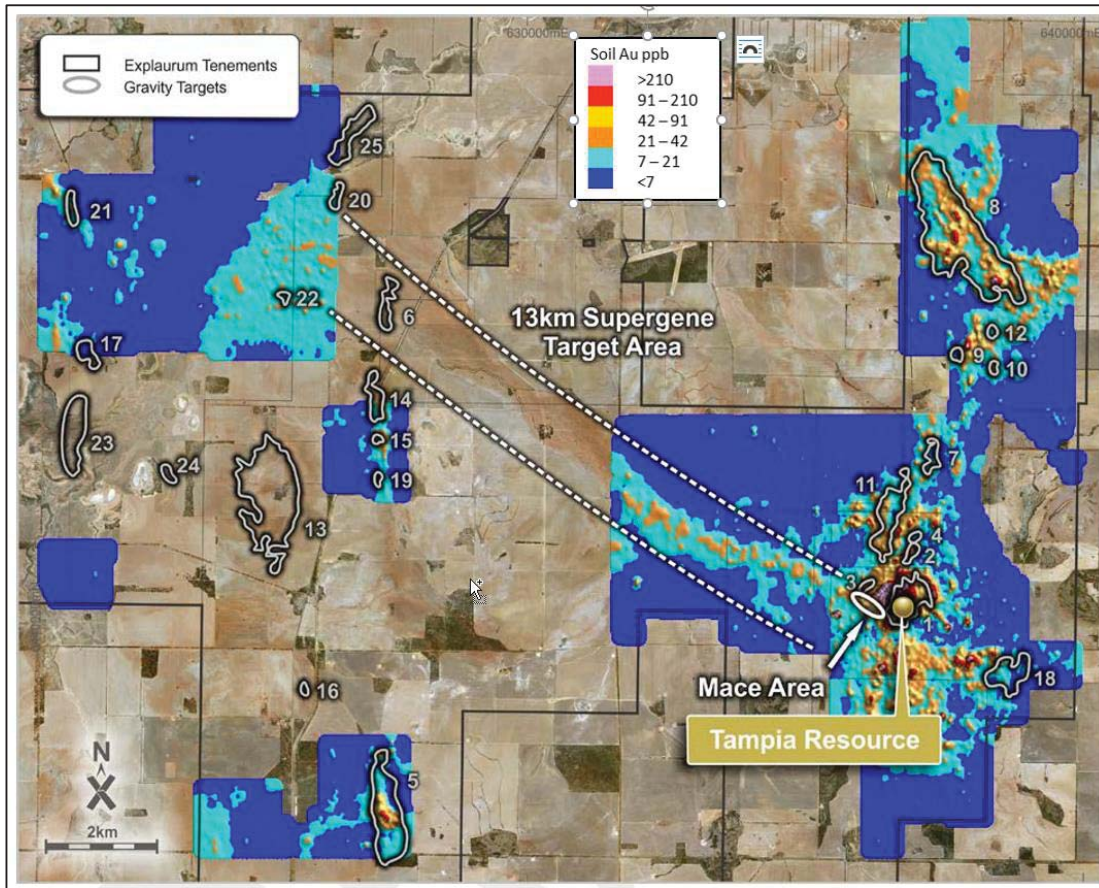 630000mE
640000mE
Explaurum Tenements
Gravity Targets
Soil Au ppb
>210
91 – 210
42 – 91
21 – 42
7 – 21
<7
25
21
20
8
22
6
13km Supergene
Target Area
12
17
9
10
14
23
15
7
24
19
11
13
4
2
3
1
Mace Area
18
16
Tampia Resource
N
5
2km